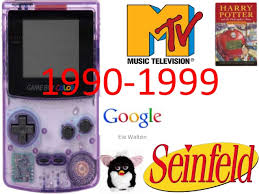 MTV
MUSIC TELEVISION®
HARRY
POTTER
GAME BOY COLOR
1990-1999
Google
Seinfeld